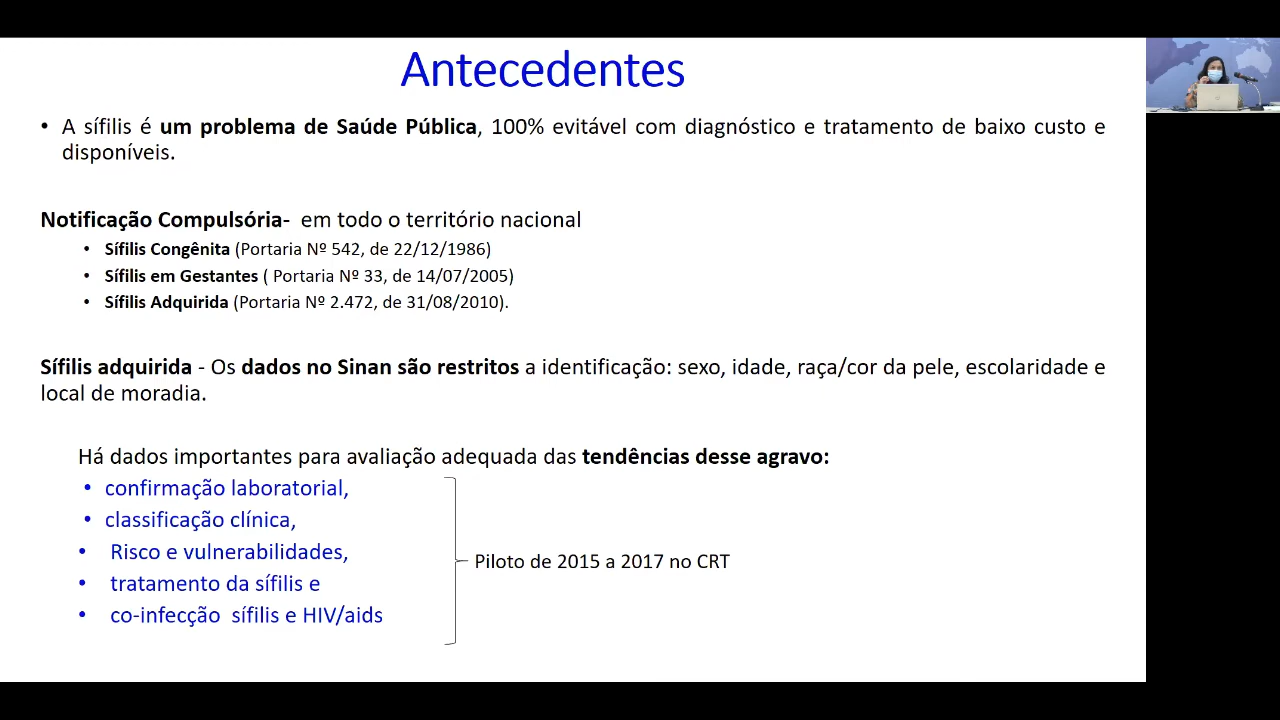 Antecedentes
• A sífilis é um problema de Saúde Pública, 100% evitável com diagnóstico e tratamento de baixo custo e
disponíveis.
Notificação Compulsória- em todo o território nacional
• Sífilis Congênita (Portaria Nº 542, de 22/12/1986)
• Sífilis em Gestantes ( Portaria Nº 33, de 14/07/2005)
• Sífilis Adquirida (Portaria Nº 2.472, de 31/08/2010).
Sífilis adquirida - Os dados no Sinan são restritos a identificação: sexo, idade, raça/cor da pele, escolaridade e
local de moradia.
Há dados importantes para avaliação adequada das tendências desse agravo:
• confirmação laboratorial,
• classificação clínica,
• Risco e vulnerabilidades,
• tratamento da sífilis e
• co-infecção sífilis e HIV/aids
Piloto de 2015 a 2017 no CRT